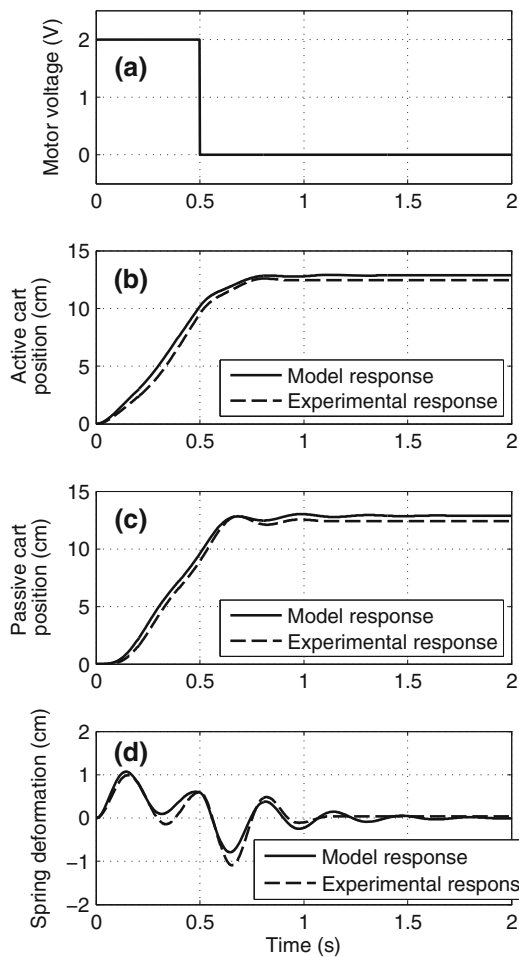 Motor voltage (V)
2
1
0
(a)
0 0.5 1 1.5 2
Active cart
position (cm)
15
10
5
0
(b)
Model response
Experimental response
0 0.5 1 1.5 2
Passive cart
position (cm)
15
10
5
0
(c)
Model response
Experimental response
0 0.5 1 1.5 2
Spring deformation (cm)
2
1
0
−1
−2
(d)
Model response
Experimental respons
0 0.5 1 1.5 2
Time (s)